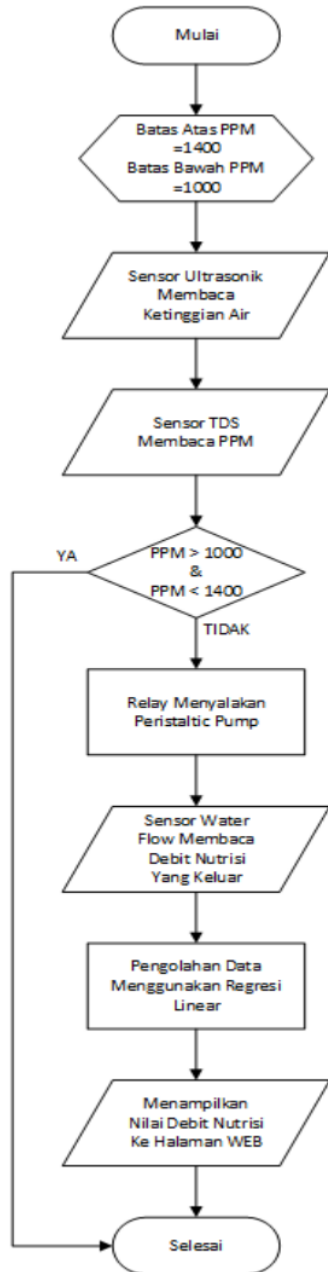 Mulai
Batas Atas PPM
=1400
Batas Bawah PPM
=1000
Sensor Ultrasonik
Membaca
Ketinggian Air
Sensor TDS
Membaca PPM
YA
PPM > 1000
&
PPM < 1400
TIDAK
Relay Menyalakan
Peristaltic Pump
Sensor Water
Flow Membaca
Debit Nutrisi
Yang Keluar
Pengolahan Data
Menggunakan Regresi
Linear
Menampilkan
Nilai Debit Nutrisi
Ke Halaman WEB
Selesai